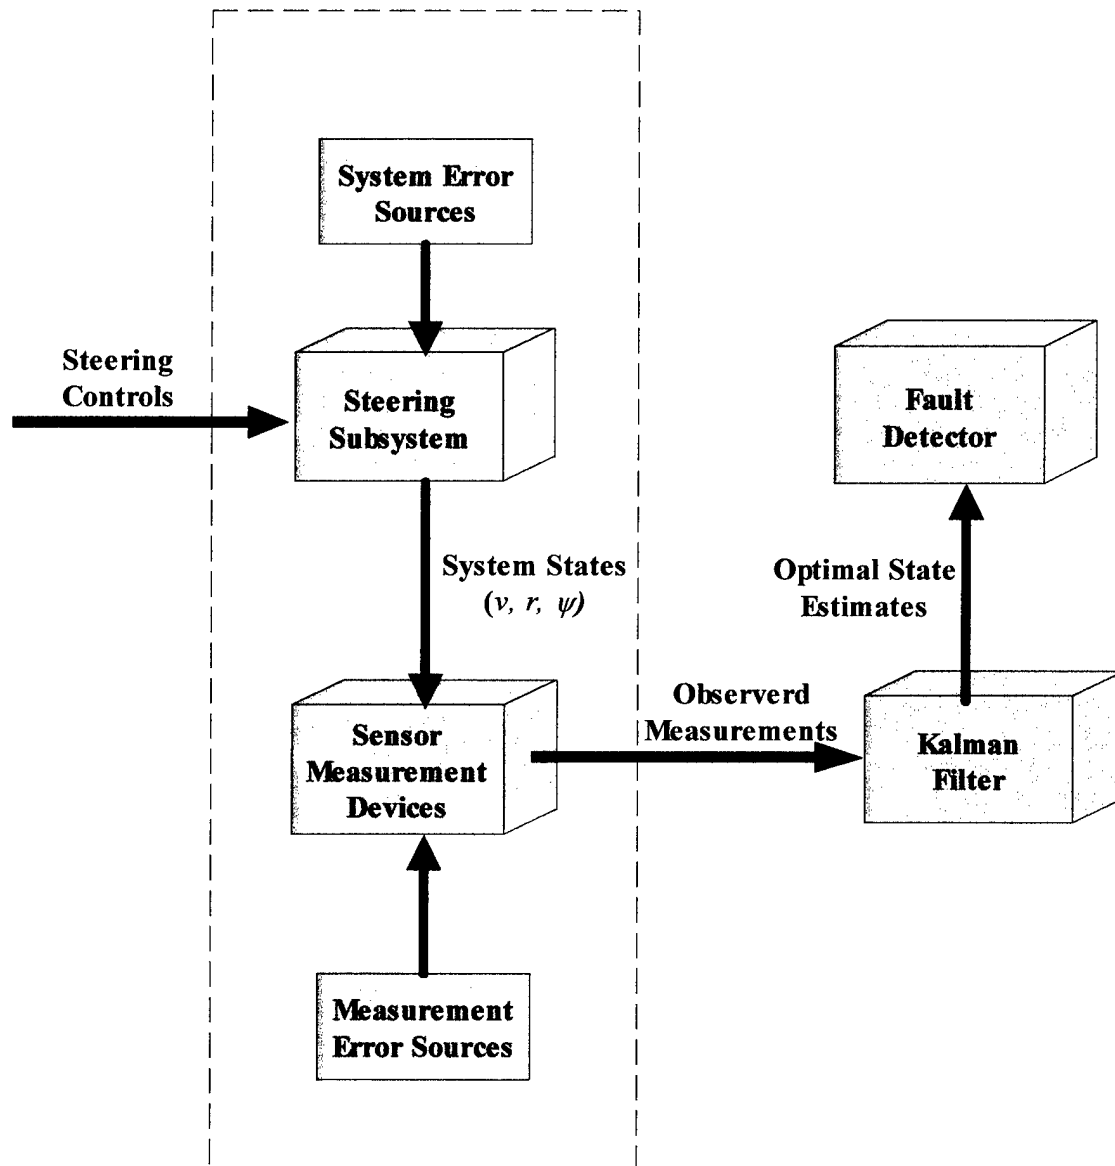 System Error
Sources
Steering
Controls
Steering
Subsystem
Fault
Detector
System States
(v, r, ψ)
Optimal State
Estimates
Sensor
Measurement
Devices
Observerd
Measurements
Kalman
Filter
Measurement
Error Sources